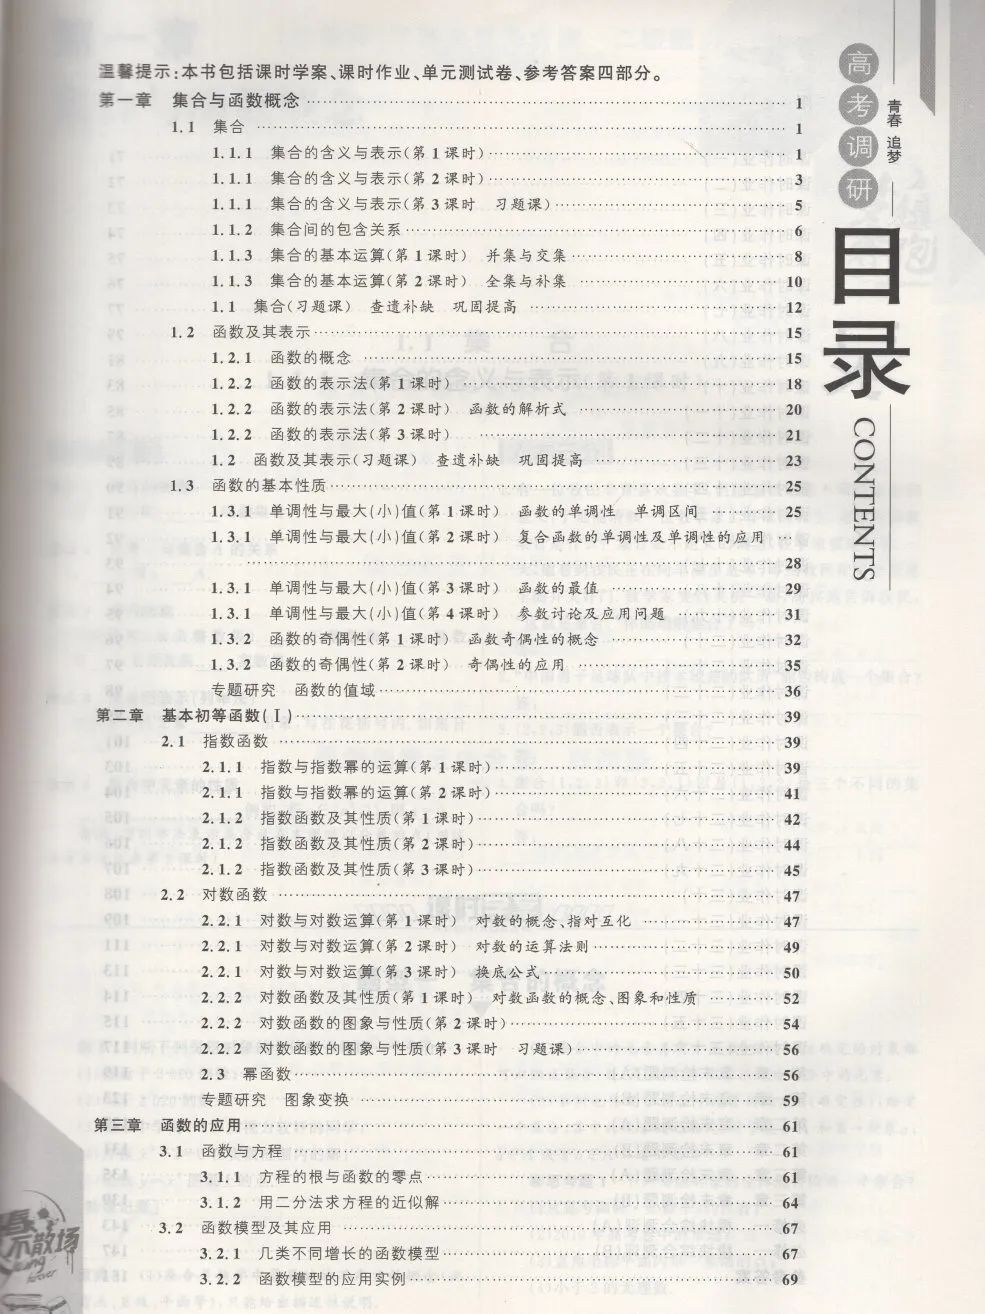 温馨提示:本书包括课时学案、课时作业、单元测试卷、参考答案四部分。
第一章 集合与函数概念 1
1.1 集合 1
1.1.1 集合的含义与表示(第1课时) 1
1.1.1 集合的含义与表示(第2课时) 3
1.1.1 集合的含义与表示(第3课时 习题课) 5
1.1.2 集合间的包含关系 6
1.1.3 集合的基本运算(第1课时) 并集与交集 8
1.1.3 集合的基本运算(第2课时) 全集与补集 10
1.1 集合(习题课) 查遗补缺 巩固提高 12
1.2 函数及其表示 15
1.2.1 函数的概念 15
1.2.2 函数的表示法(第1课时) 18
1.2.2 函数的表示法(第2课时) 函数的解析式 20
1.2.2 函数的表示法(第3课时) 21
1.2 函数及其表示(习题课) 查遗补缺 巩固提高 23
1.3 函数的基本性质 25
1.3.1 单调性与最大(小)值(第1课时) 函数的单调性 单调区间 25
1.3.1 单调性与最大(小)值(第2课时) 复合函数的单调性及单调性的应用
28
1.3.1 单调性与最大(小)值(第3课时) 函数的最值 29
1.3.1 单调性与最大(小)值(第4课时) 参数讨论及应用问题 31
1.3.2 函数的奇偶性(第1课时) 函数奇偶性的概念 32
1.3.2 函数的奇偶性(第2课时) 奇偶性的应用 35
专题研究 函数的值域 36
第二章 基本初等函数(Ⅰ) 39
2.1 指数函数 39
2.1.1 指数与指数幂的运算(第1课时) 39
2.1.1 指数与指数幂的运算(第2课时) 41
2.1.2 指数函数及其性质(第1课时) 42
2.1.2 指数函数及其性质(第2课时) 44
2.1.2 指数函数及其性质(第3课时) 45
2.2 对数函数 47
2.2.1 对数与对数运算(第1课时) 对数的概念、指对互化 47
2.2.1 对数与对数运算(第2课时) 对数的运算法则 49
2.2.1 对数与对数运算(第3课时) 换底公式 50
2.2.2 对数函数及其性质(第1课时) 对数函数的概念、图象和性质 52
2.2.2 对数函数的图象与性质(第2课时) 54
2.2.2 对数函数的图象与性质(第3课时 习题课) 56
2.3 幂函数 56
专题研究 图象变换 59
第三章 函数的应用 61
3.1 函数与方程 61
3.1.1 方程的根与函数的零点 61
3.1.2 用二分法求方程的近似解 64
3.2 函数模型及其应用 67
3.2.1 几类不同增长的函数模型 67
3.2.2 函数模型的应用实例 69
高考调研
青春 追梦
目录
CONTENTS
不散场